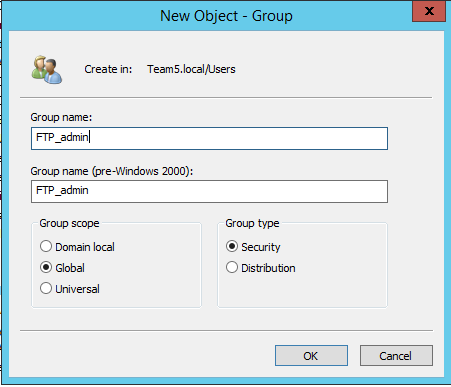 New Object - Group
x
Create in: Team5.local/Users
Group name:
FTP_admin
Group name (pre-Windows 2000):
FTP_admin
Group scope
Domain local
Global
Universal
Group type
Security
Distribution
OK Cancel